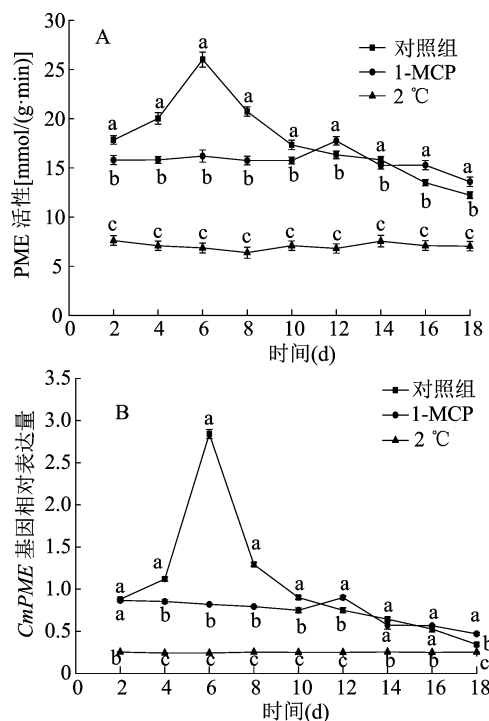 A
对照组
1-MCP
2 ℃
PME 活性[mmol/(g·min)]
30
25
20
15
10
5
0
a a a a a a a a a
b b b b b b b b b
c c c c c c c c c
0 2 4 6 8 10 12 14 16 18
时间(d)
B
对照组
1-MCP
2 ℃
CmPME 基因相对表达量
3.5
3.0
2.5
2.0
1.5
1.0
0.5
0
a a a a a a a a a
a b b b b b a a b
b c c c c c b b c
0 2 4 6 8 10 12 14 16 18
时间(d)